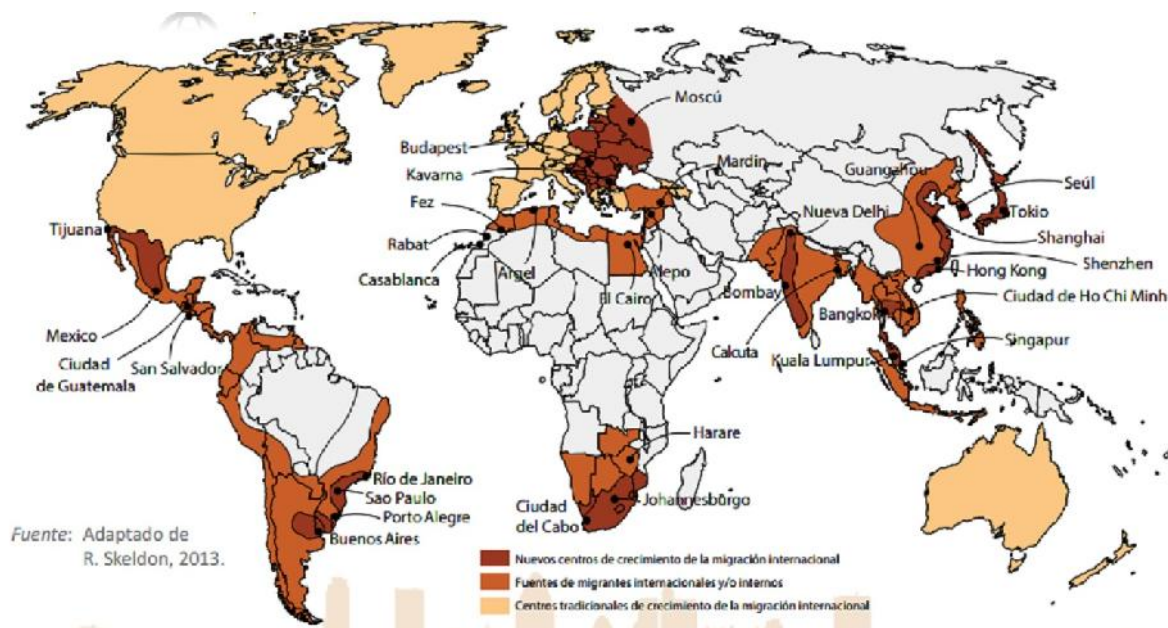 Moscú
Budapest
Kavarna
Mardin
Guangzhou
Seúl
Fez
Nueva Delhi
Tijuana
Tokio
Rabat
Shanghai
Casablanca
Argel
Alepo
Shenzhen
El Cairo
Bombay
Hong Kong
Mexico
Bangkok
Ciudad de Ho Chi Minh
Ciudad
de Guatemala
San Salvador
Calcuta
Kuala Lumpur
Singapur
Harare
Río de Janeiro
Sao Paulo
Johannesburgo
Ciudad
del Cabo
Porto Alegre
Buenos Aires
Fuente: Adaptado de
R. Skeldon, 2013.
Nuevos centros de crecimiento de la migración internacional
Fuentes de migrantes internacionales y/o internos
Centros tradicionales de crecimiento de la migración internacional